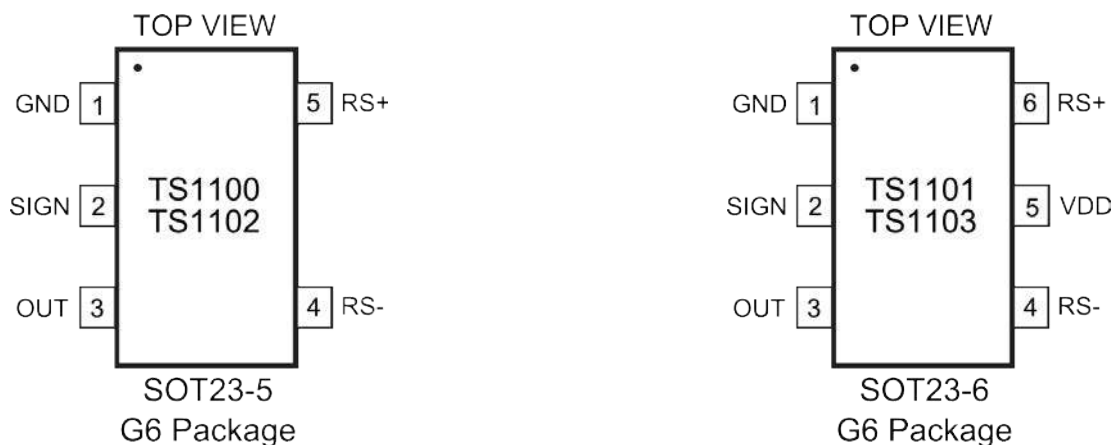 TOP VIEW
GND 1
5 RS+
SIGN 2
TS1100
TS1102
OUT 3
4 RS-
SOT23-5
G6 Package
TOP VIEW
GND 1
6 RS+
SIGN 2
TS1101
TS1103
5 VDD
OUT 3
4 RS-
SOT23-6
G6 Package